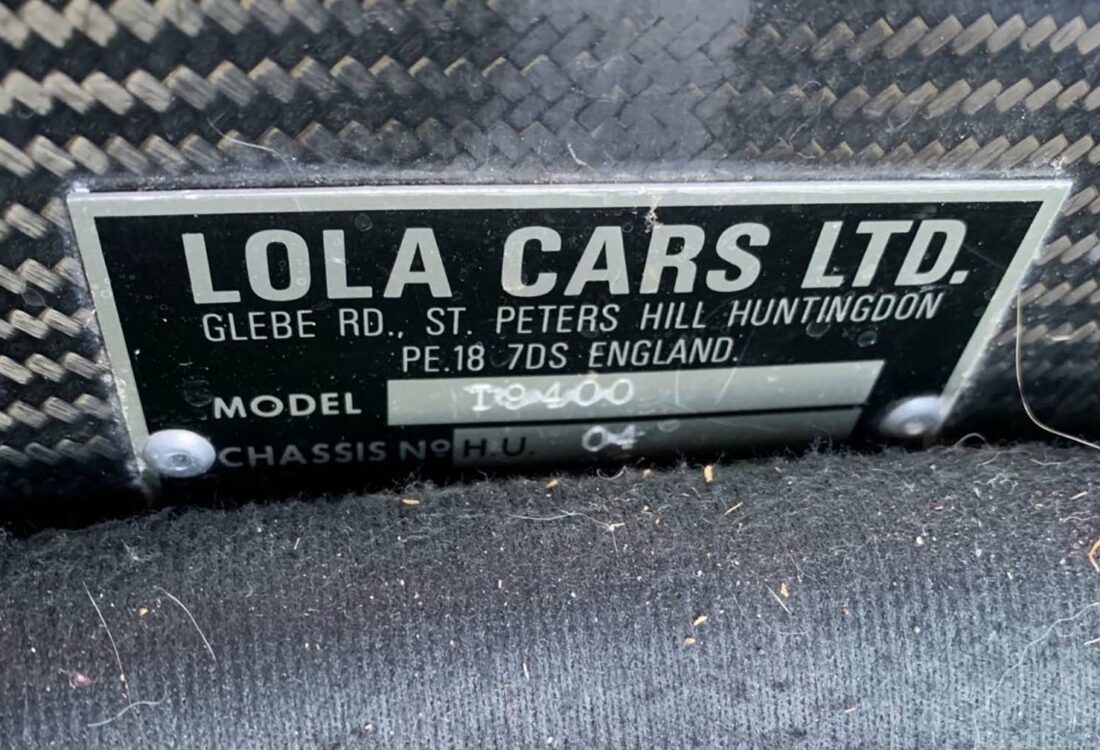 LOLA CARS LTD.
GLEBE RD., ST. PETERS HILL HUNTINGDON
PE.18 7DS ENGLAND.
MODEL T9400
CHASSIS Nº H.U. 04